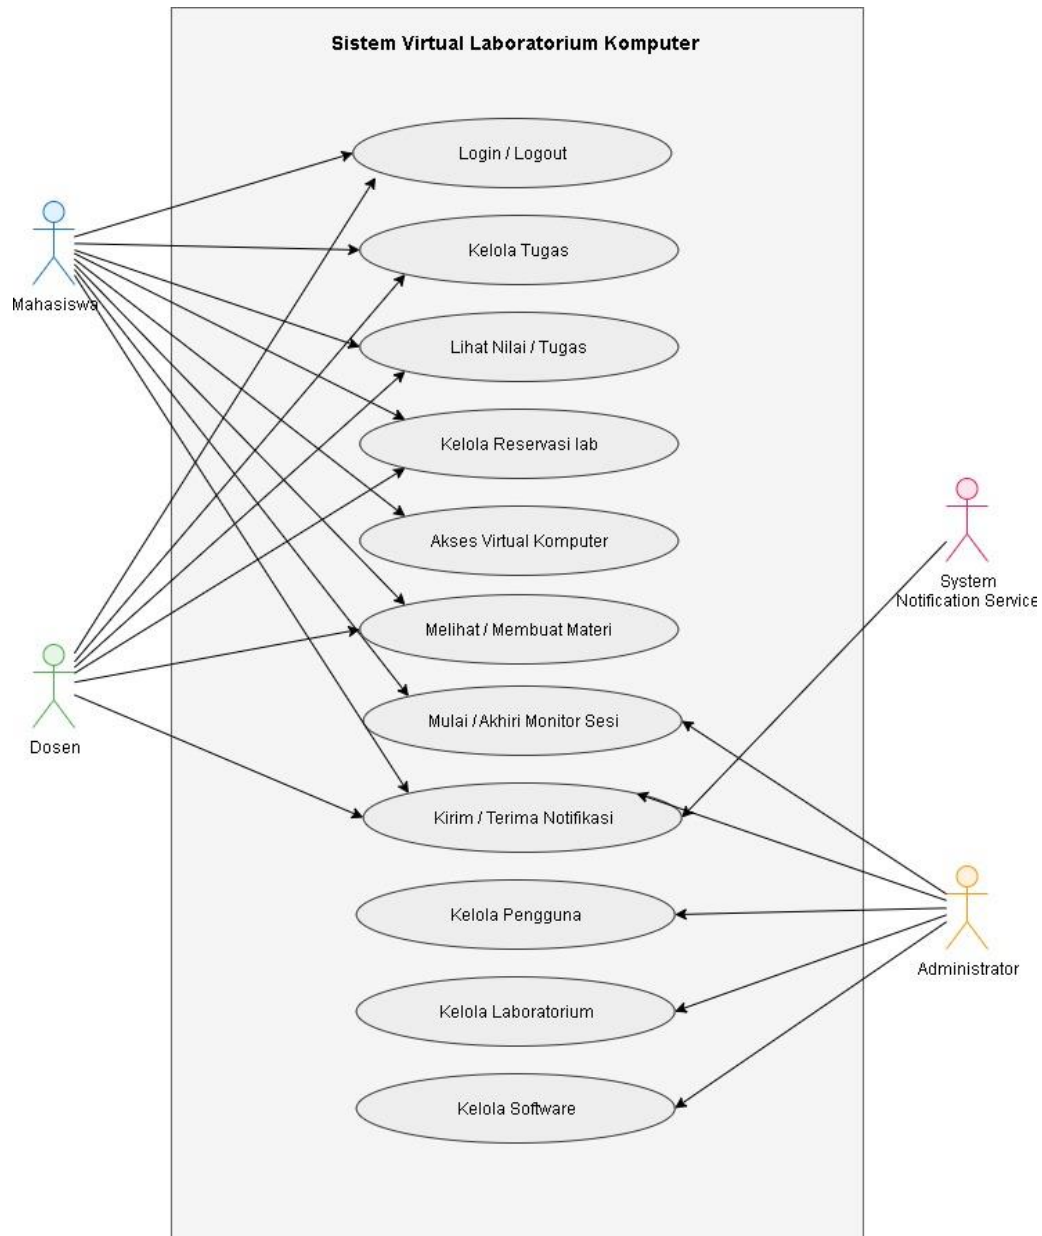 Sistem Virtual Laboratorium Komputer
Login / Logout
Kelola Tugas
Mahasiswa
Lihat Nilai / Tugas
Kelola Reservasi lab
Akses Virtual Komputer
System
Notification Service
Melihat / Membuat Materi
Mulai / Akhiri Monitor Sesi
Dosen
Kirim / Terima Notifikasi
Kelola Pengguna
Administrator
Kelola Laboratorium
Kelola Software